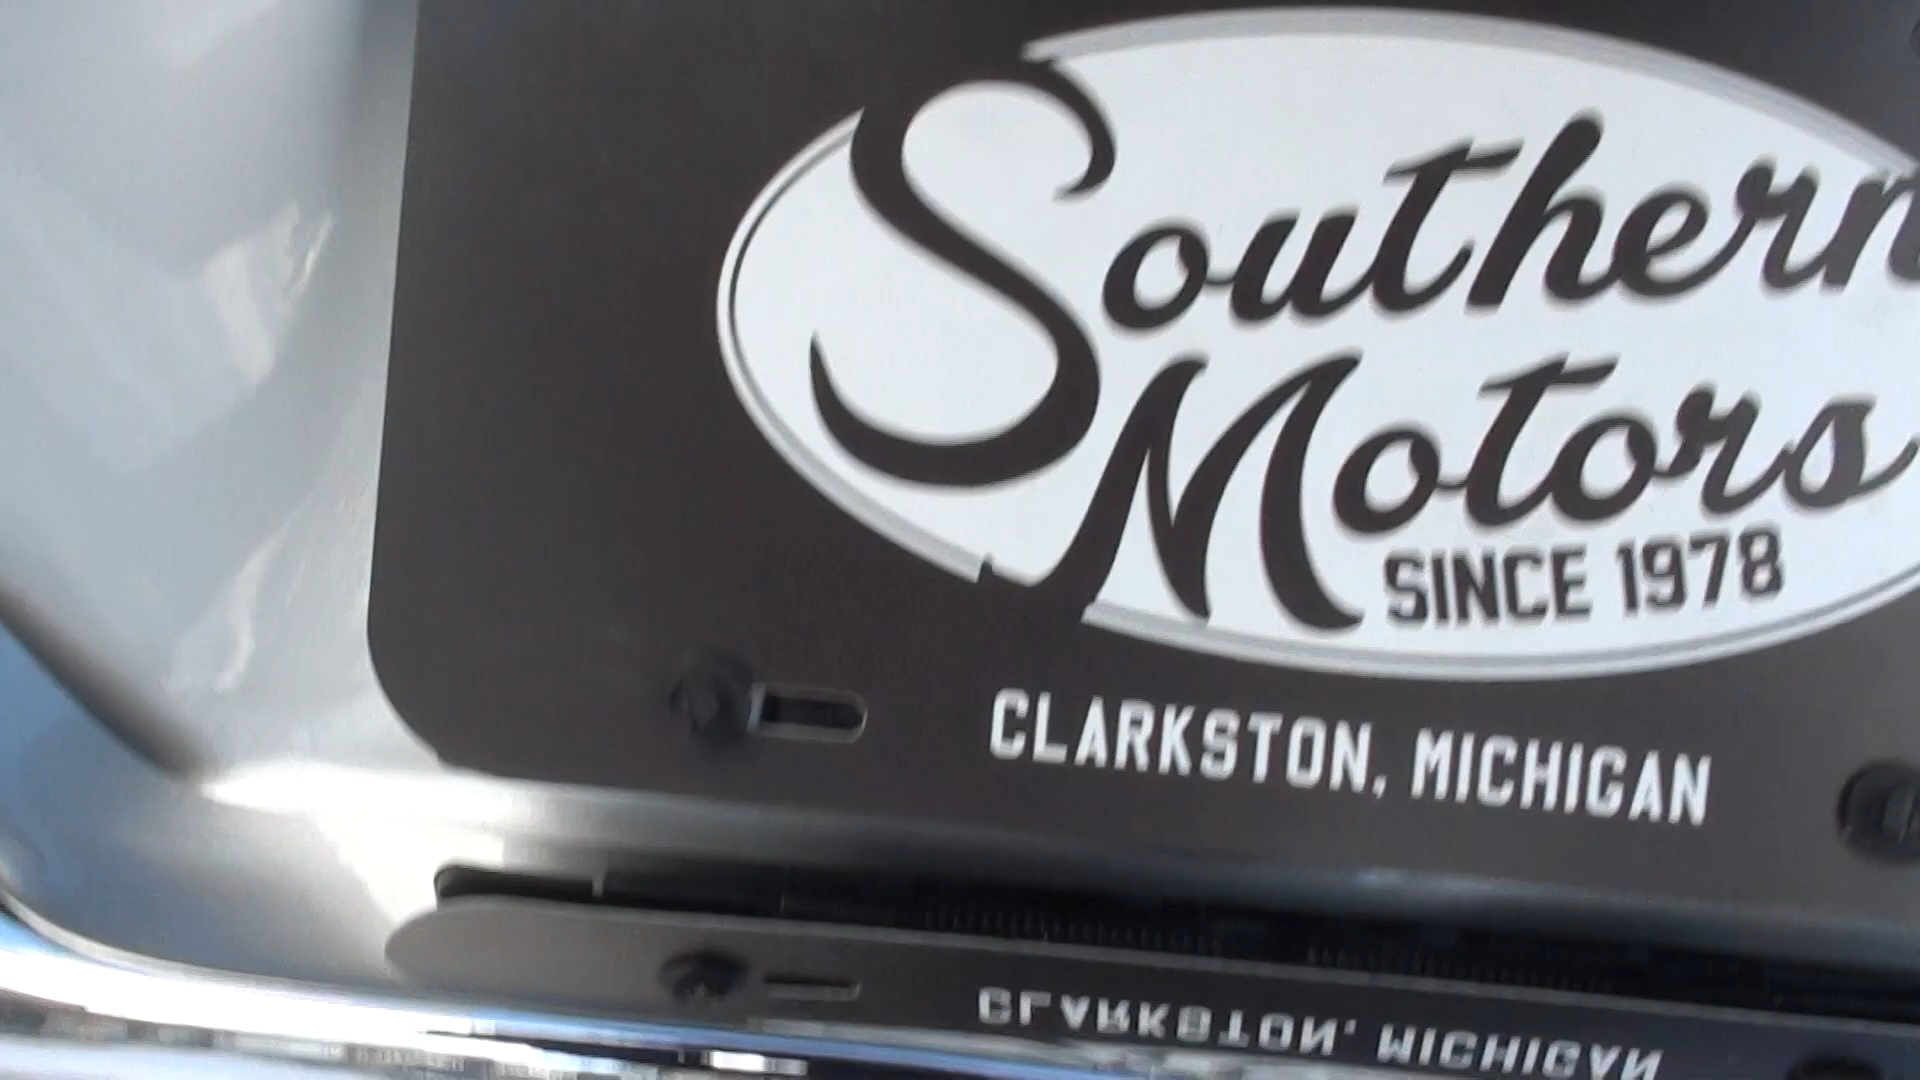 Southern
Motors
SINCE 1978
CLARKSTON, MICHIGAN
CLARKSTON, MICHIGAN